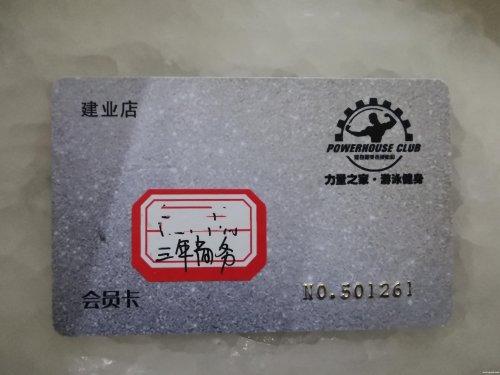 建业店
POWERHOUSE CLUB
力量之家·游泳健身
三年商务
会员卡
NO.501261